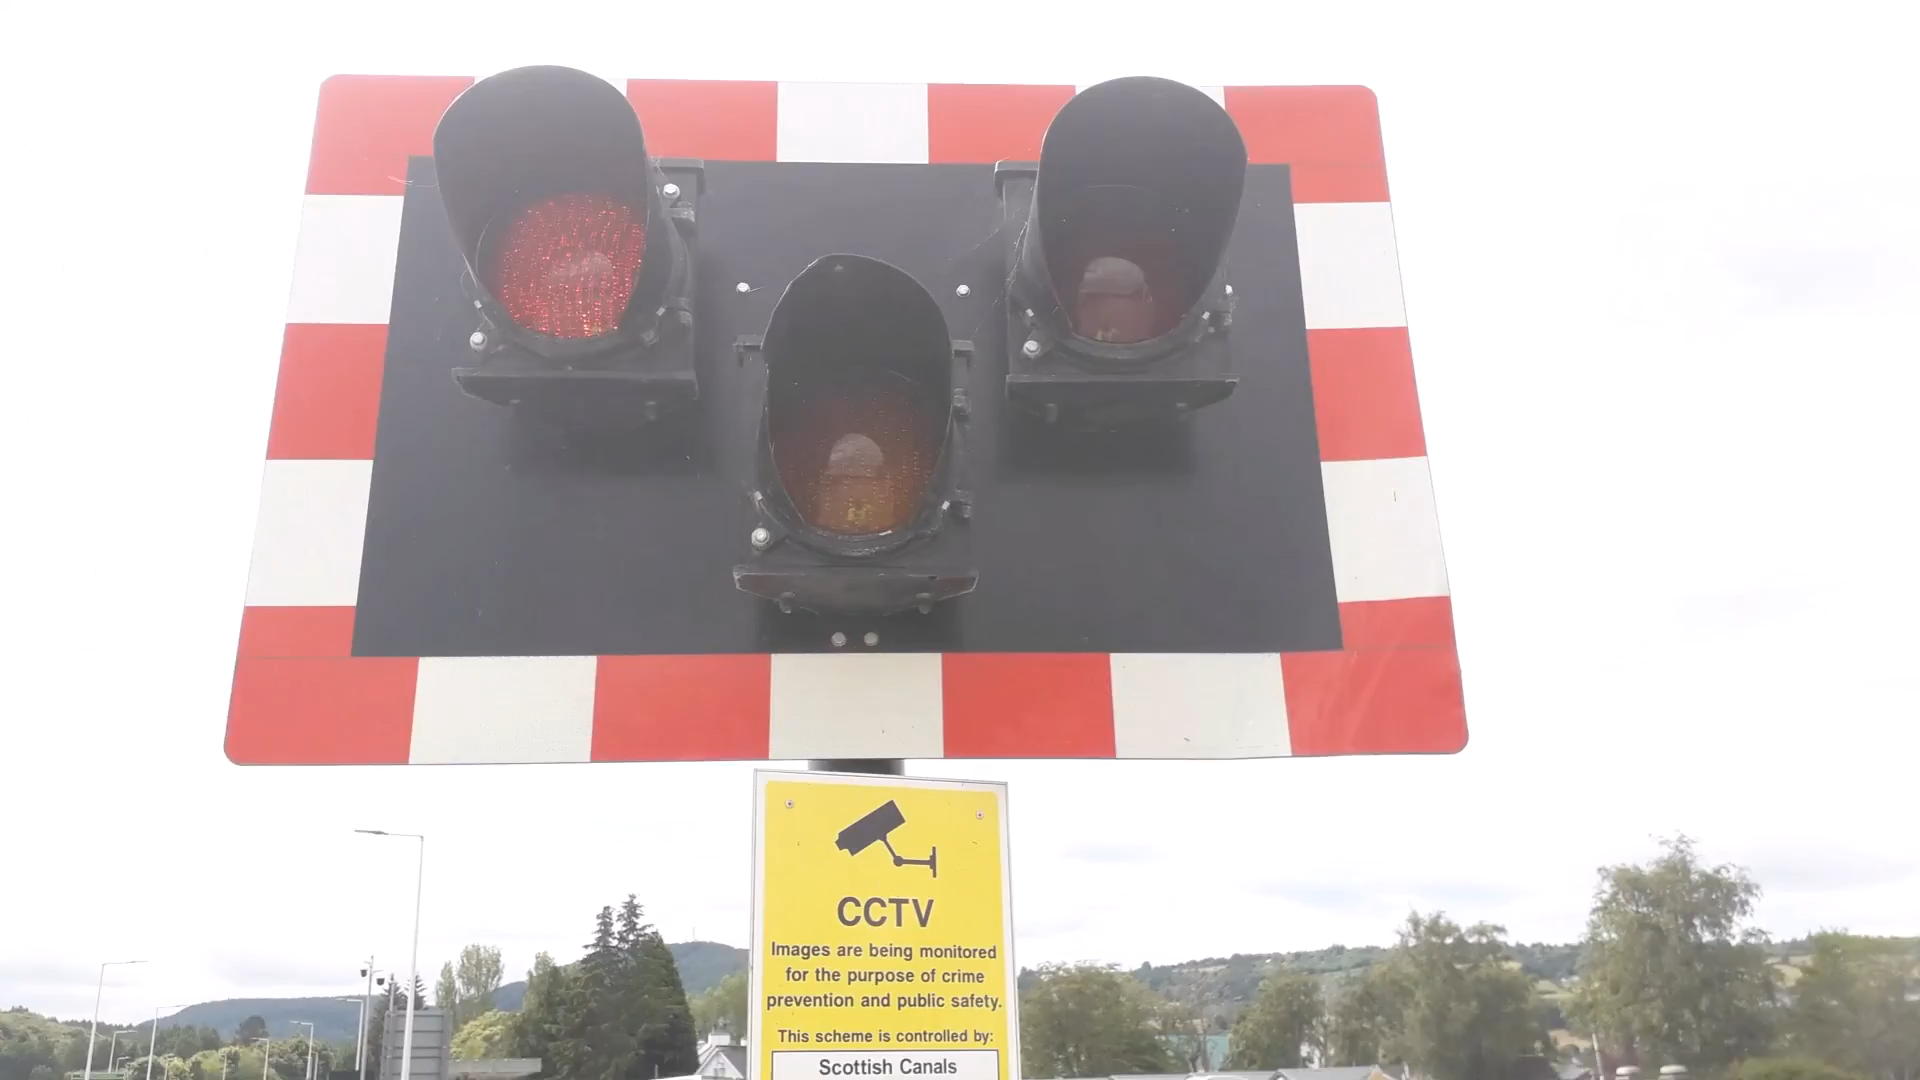 CCTV
Images are being monitored
for the purpose of crime
prevention and public safety.
This scheme is controlled by:
Scottish Canals